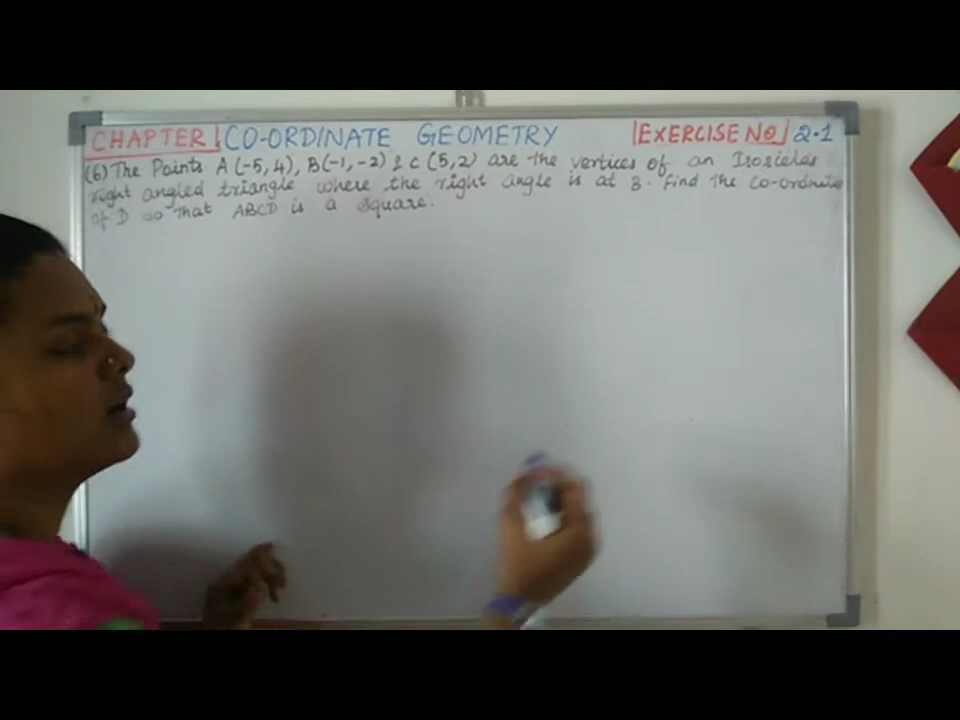 CHAPTER CO-ORDINATE GEOMETRY EXERCISE NO 2.1
(6) The Points A (-5,4), B(-1,-2) & C (5,2) are the vertices of an Isosicles
right angled triangle where the right angle is at B. Find the co-ordinates
of D so that ABCD is a square.